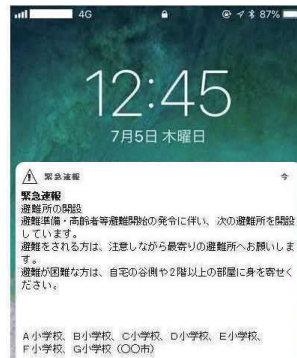 4G 87%
12:45
7月5日 木曜日
緊急速報 今
緊急速報
避難所の開設
避難準備・高齢者等避難開始の発令に伴い、次の避難所を開設
しています。
避難をされる方は、注意しながら最寄りの避難所へお願いしま
す。
避難が困難な方は、自宅の谷側や2階以上の部屋に身を寄せく
ださい。
A小学校、B小学校、C小学校、D小学校、E小学校、
F小学校、G小学校（〇〇市）